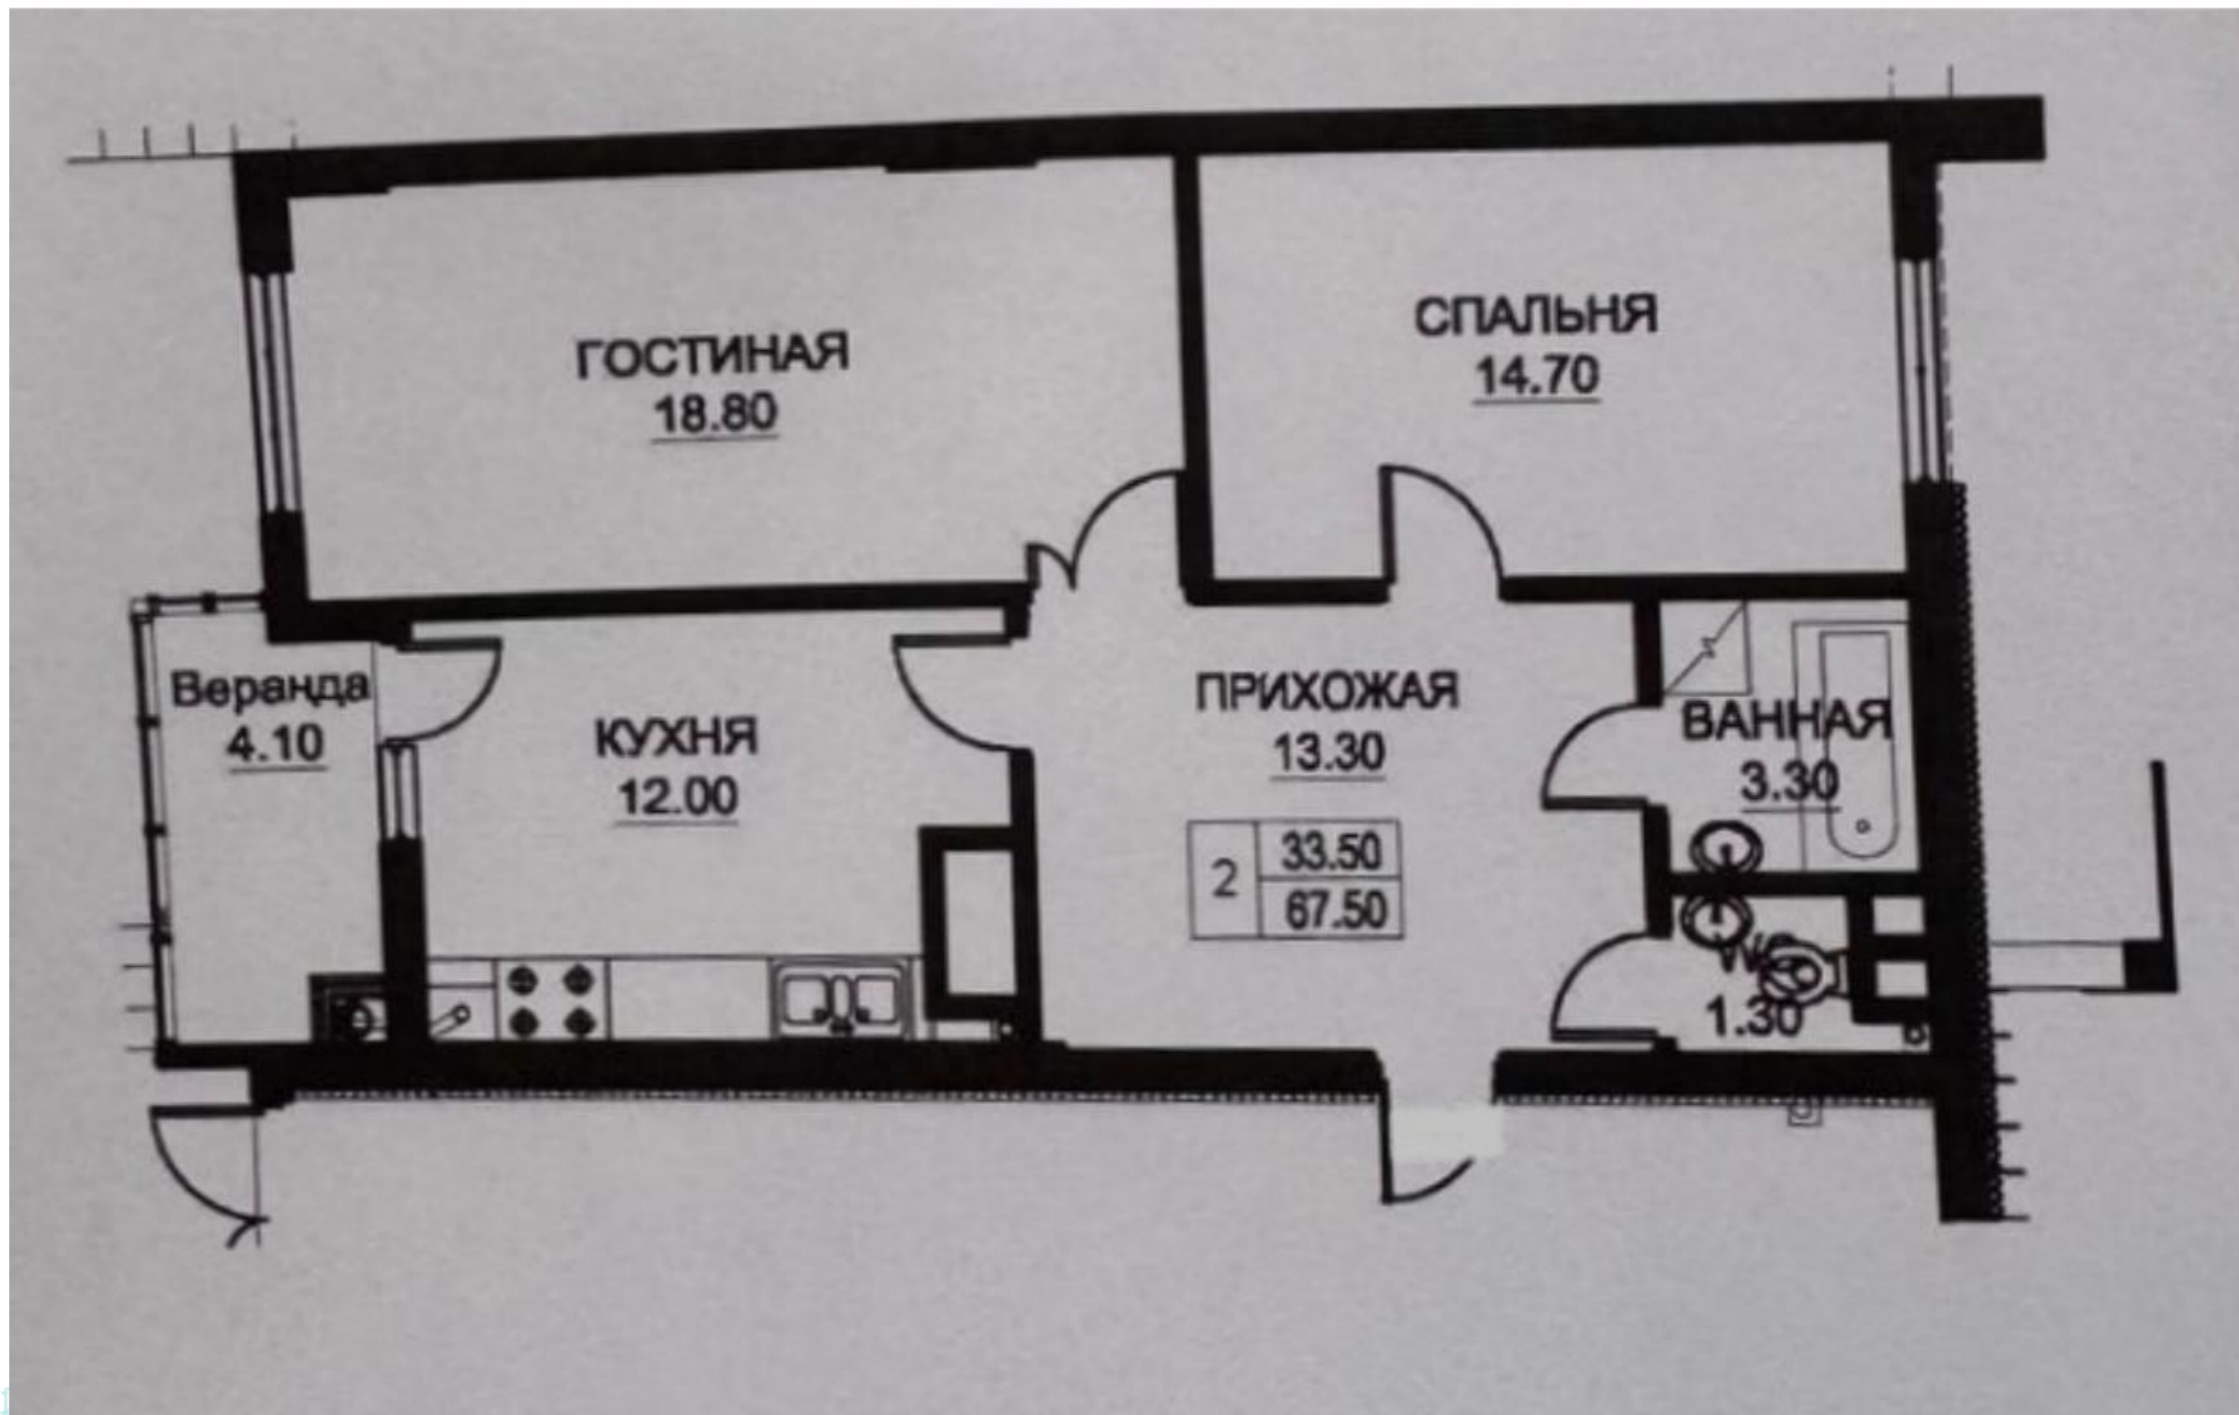 ГОСТИНАЯ
18.80
СПАЛЬНЯ
14.70
Веранда
4.10
КУХНЯ
12.00
ПРИХОЖАЯ
13.30
2
33.50
67.50
ВАННАЯ
3.30
WC
1.30